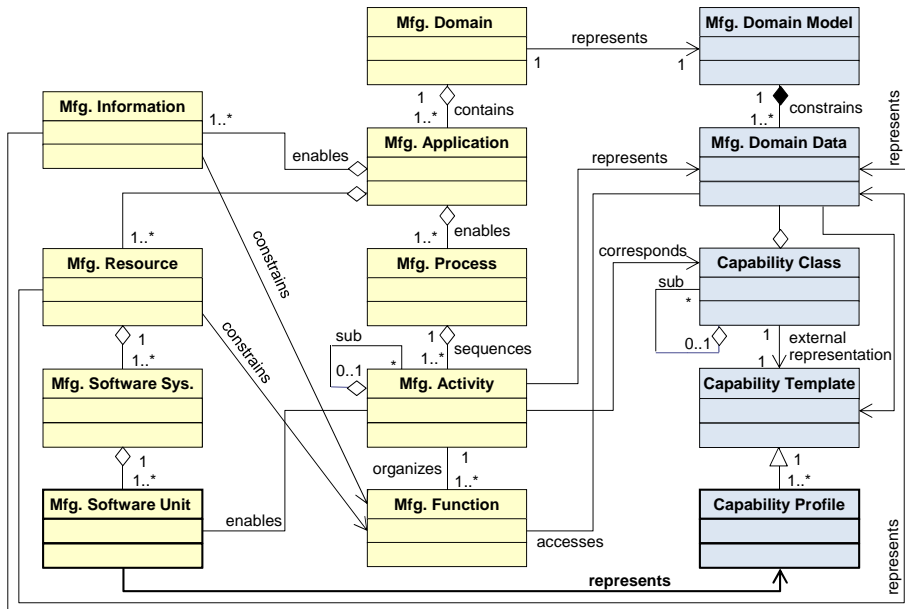 Mfg. Domain
Mfg. Domain Model
represents
1
1
1
contains
1..*
1
constrains
1..*
Mfg. Information
1..*
enables
Mfg. Application
represents
Mfg. Domain Data
represents
1..*
enables
1..*
constrains
Mfg. Resource
Mfg. Process
corresponds
Capability Class
sub
*
1
1..*
constrains
sub
0..1
*
1
1..*
sequences
0..1
1
1
external
representation
Mfg. Software Sys.
Mfg. Activity
Capability Template
1
1..*
organizes
1
1..*
1
1..*
Mfg. Software Unit
enables
Mfg. Function
accesses
Capability Profile
represents
represents